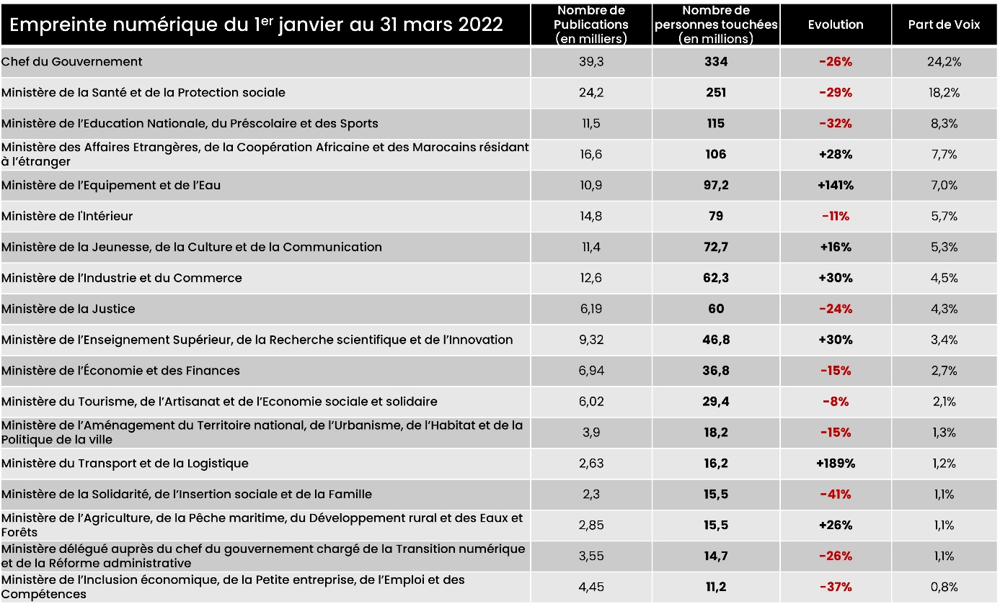 Empreinte numérique du 1er janvier au 31 mars 2022
Nombre de
Publications
(en milliers)
Nombre de
personnes touchées
(en millions)
Evolution
Part de Voix
Chef du Gouvernement 39,3 334 -26% 24,2%
Ministère de la Santé et de la Protection sociale 24,2 251 -29% 18,2%
Ministère de l’Education Nationale, du Préscolaire et des Sports 11,5 115 -32% 8,3%
Ministère des Affaires Etrangères, de la Coopération Africaine et des Marocains résidant
à l’étranger 16,6 106 +28% 7,7%
Ministère de l’Equipement et de l’Eau 10,9 97,2 +141% 7,0%
Ministère de l'Intérieur 14,8 79 -11% 5,7%
Ministère de la Jeunesse, de la Culture et de la Communication 11,4 72,7 +16% 5,3%
Ministère de l’Industrie et du Commerce 12,6 62,3 +30% 4,5%
Ministère de la Justice 6,19 60 -24% 4,3%
Ministère de l’Enseignement Supérieur, de la Recherche scientifique et de l’Innovation 9,32 46,8 +30% 3,4%
Ministère de l’Économie et des Finances 6,94 36,8 -15% 2,7%
Ministère du Tourisme, de l’Artisanat et de l’Economie sociale et solidaire 6,02 29,4 -8% 2,1%
Ministère de l’Aménagement du Territoire national, de l’Urbanisme, de l’Habitat et de la
Politique de la ville 3,9 18,2 -15% 1,3%
Ministère du Transport et de la Logistique 2,63 16,2 +189% 1,2%
Ministère de la Solidarité, de l’Insertion sociale et de la Famille 2,3 15,5 -41% 1,1%
Ministère de l’Agriculture, de la Pêche maritime, du Développement rural et des Eaux et
Forêts 2,85 15,5 +26% 1,1%
Ministère délégué auprès du chef du gouvernement chargé de la Transition numérique
et de la Réforme administrative 3,55 14,7 -26% 1,1%
Ministère de l’Inclusion économique, de la Petite entreprise, de l’Emploi et des
Compétences 4,45 11,2 -37% 0,8%